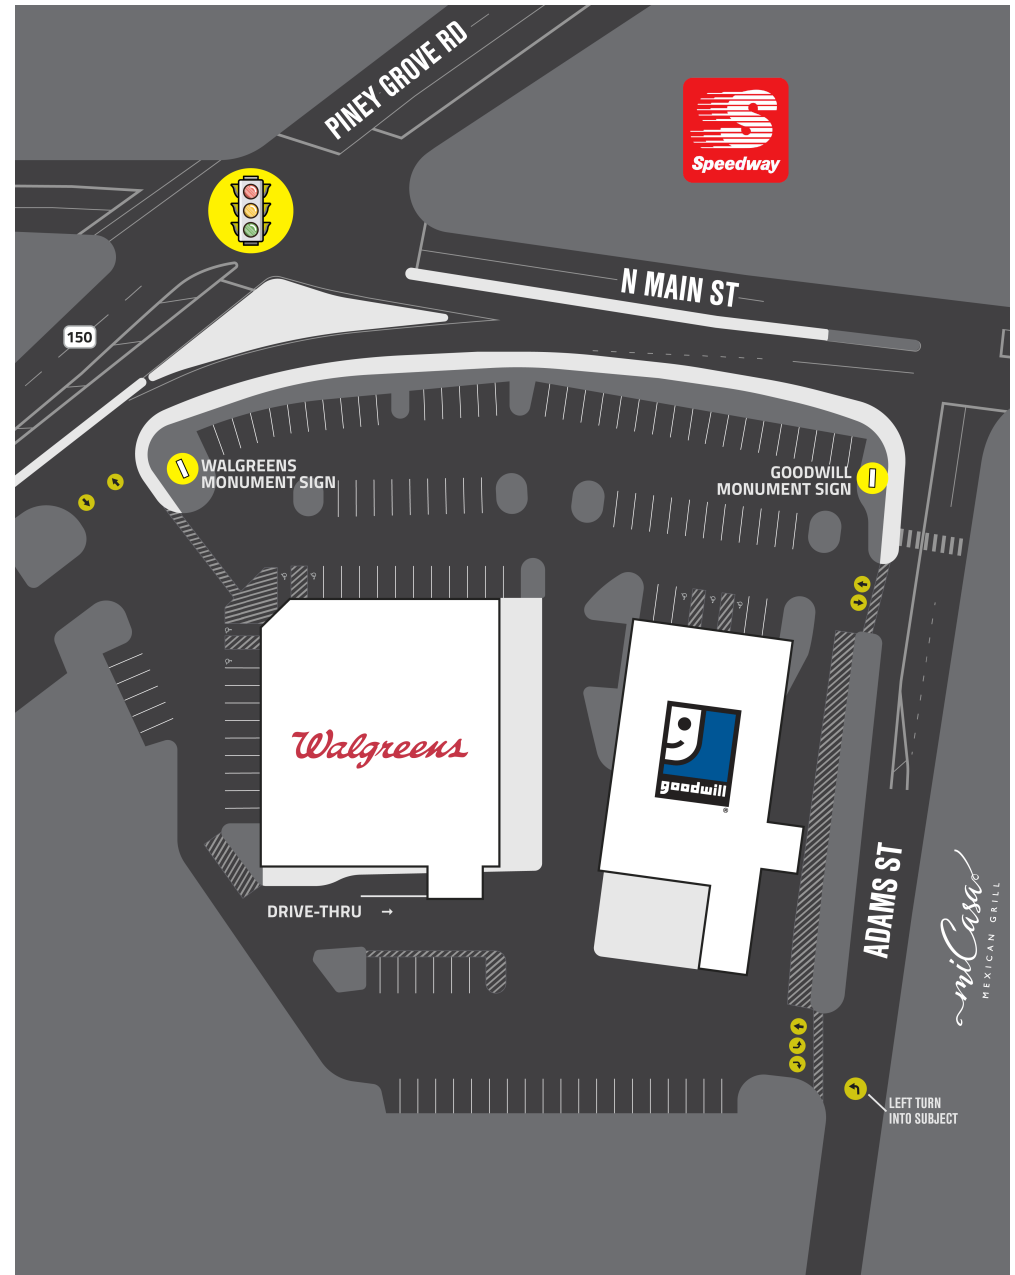 PINEY GROVE RD
Speedway
N MAIN ST
150
WALGREENS
MONUMENT SIGN
GOODWILL
MONUMENT SIGN
Walgreens
goodwill
®
DRIVE-THRU →
ADAMS ST
miCasa
MEXICAN GRILL
LEFT TURN
INTO SUBJECT